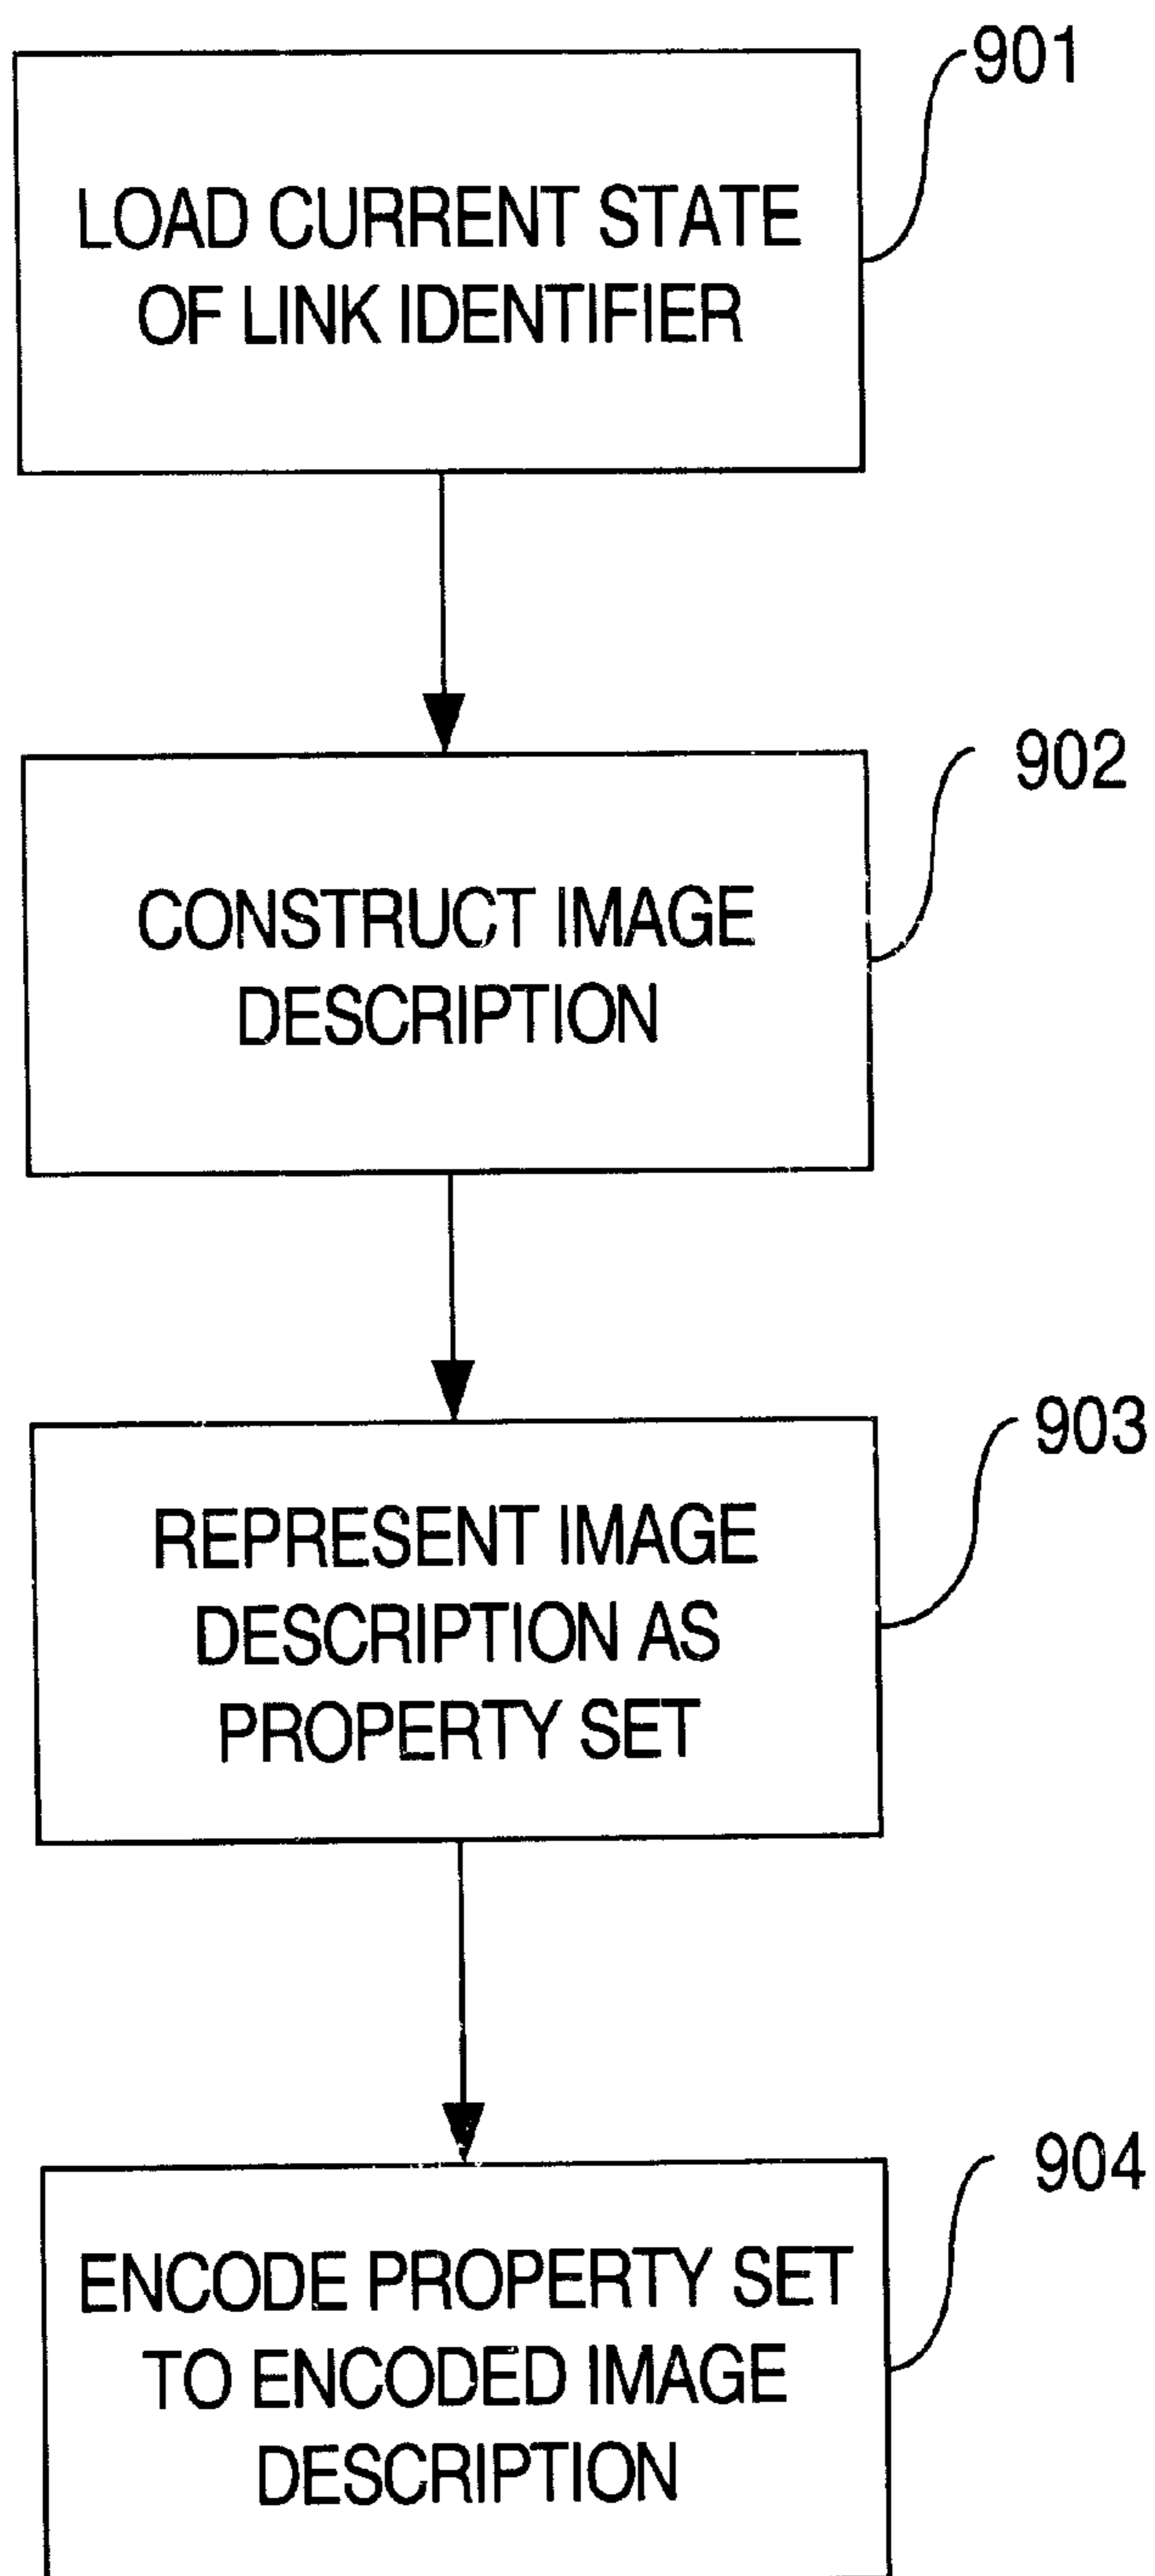 901
LOAD CURRENT STATE
OF LINK IDENTIFIER
902
CONSTRUCT IMAGE
DESCRIPTION
903
REPRESENT IMAGE
DESCRIPTION AS
PROPERTY SET
904
ENCODE PROPERTY SET
TO ENCODED IMAGE
DESCRIPTION